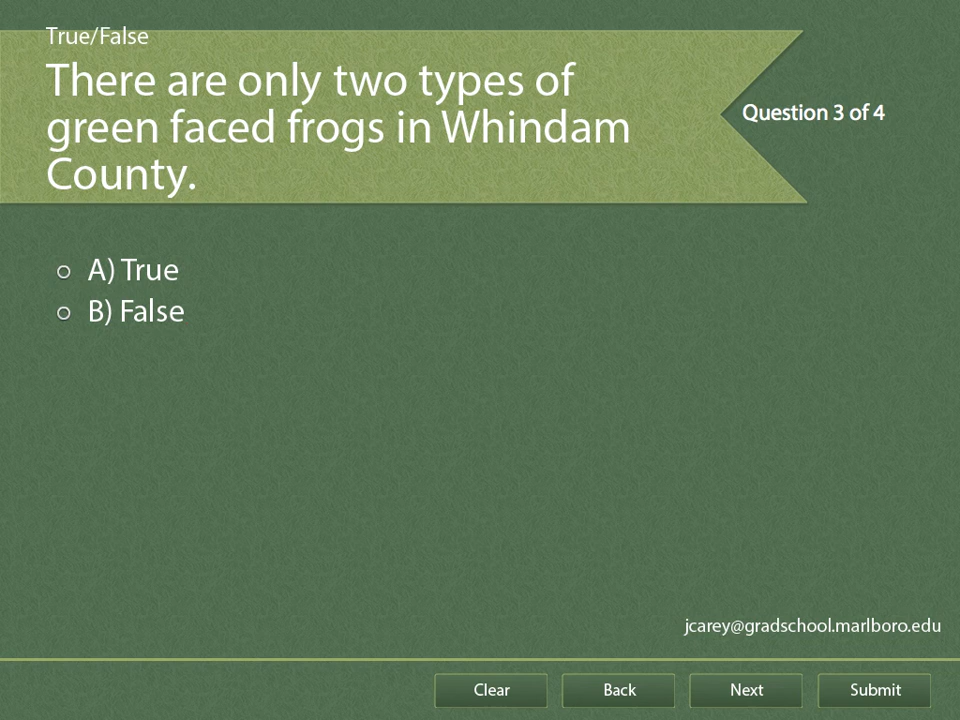 True/False
There are only two types of
green faced frogs in Whindam
County.
Question 3 of 4
A) True
B) False
jcarey@gradschool.marlboro.edu
Clear
Back
Next
Submit